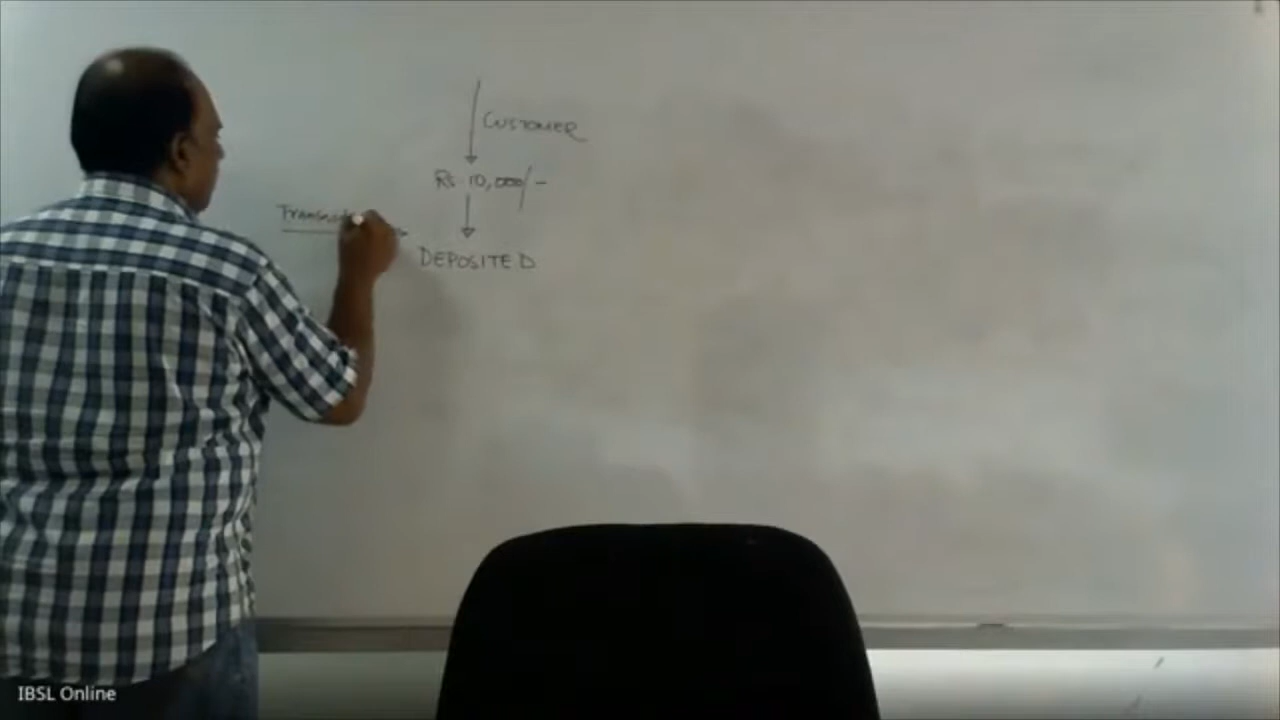 CUSTOMER
Rs 10,000/-
DEPOSITED
IBSL Online